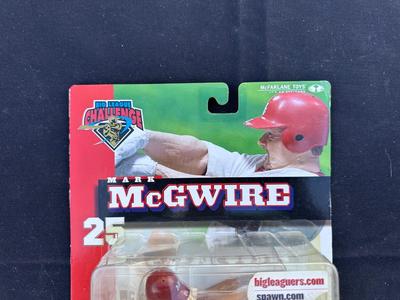 BIG LEAGUE
CHALLENGE
McFARLANE TOYS
MARK
McGWIRE
25
bigleaguers.com
spawn.com